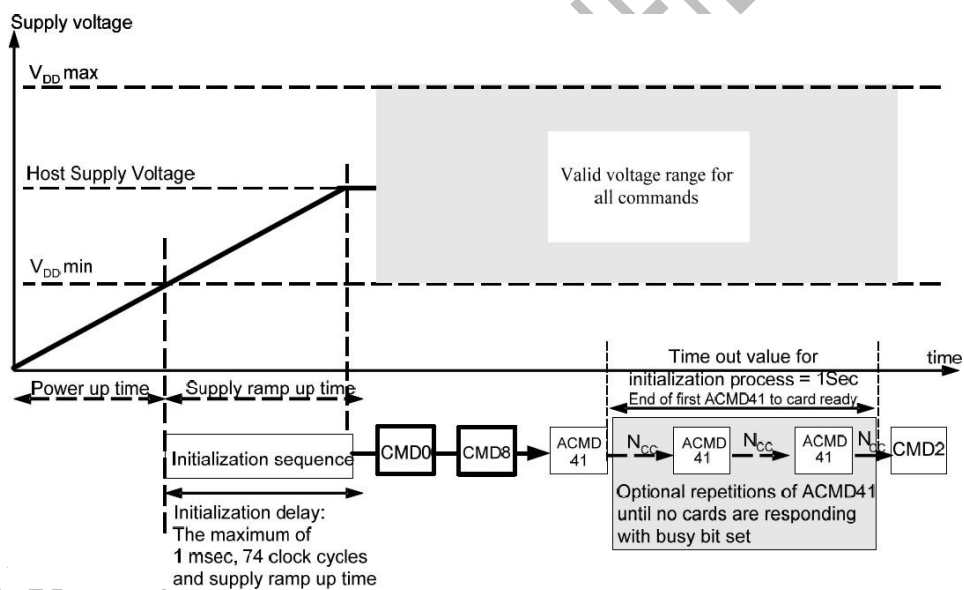 Supply voltage
V_DD max
Host Supply Voltage
Valid voltage range for
all commands
V_DD min
Time out value for
time
initialization process = 1Sec
End of first ACMD41 to card ready
Power up time
Supply ramp up time
Initialization sequence
CMD0
CMD8
ACMD
41
N_CC
ACMD
41
N_CC
ACMD
41
N_CC
CMD2
Optional repetitions of ACMD41
until no cards are responding
with busy bit set
Initialization delay:
The maximum of
1 msec, 74 clock cycles
and supply ramp up time